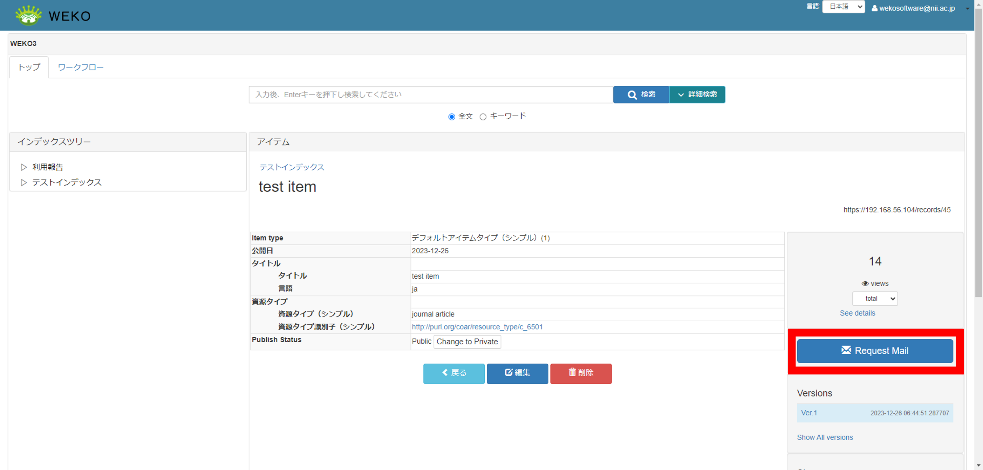 WEKO
言語 日本語 wekosoftware@nii.ac.jp
WEKO3
トップ ワークフロー
入力後、Enterキーを押下し検索してください 検索 詳細検索
全文 キーワード
インデックスツリー
利用報告
テストインデックス
アイテム
テストインデックス
test item
https://192.168.56.104/records/45
Item type デフォルトアイテムタイプ（シンプル）(1)
公開日 2023-12-26
タイトル
タイトル test item
言語 ja
資源タイプ
資源タイプ（シンプル） journal article
資源タイプ識別子（シンプル） http://purl.org/coar/resource_type/c_6501
Publish Status Public Change to Private
戻る 編集 削除
14
views
total
See details
Request Mail
Versions
Ver.1 2023-12-26 06:44:51.287707
Show All versions